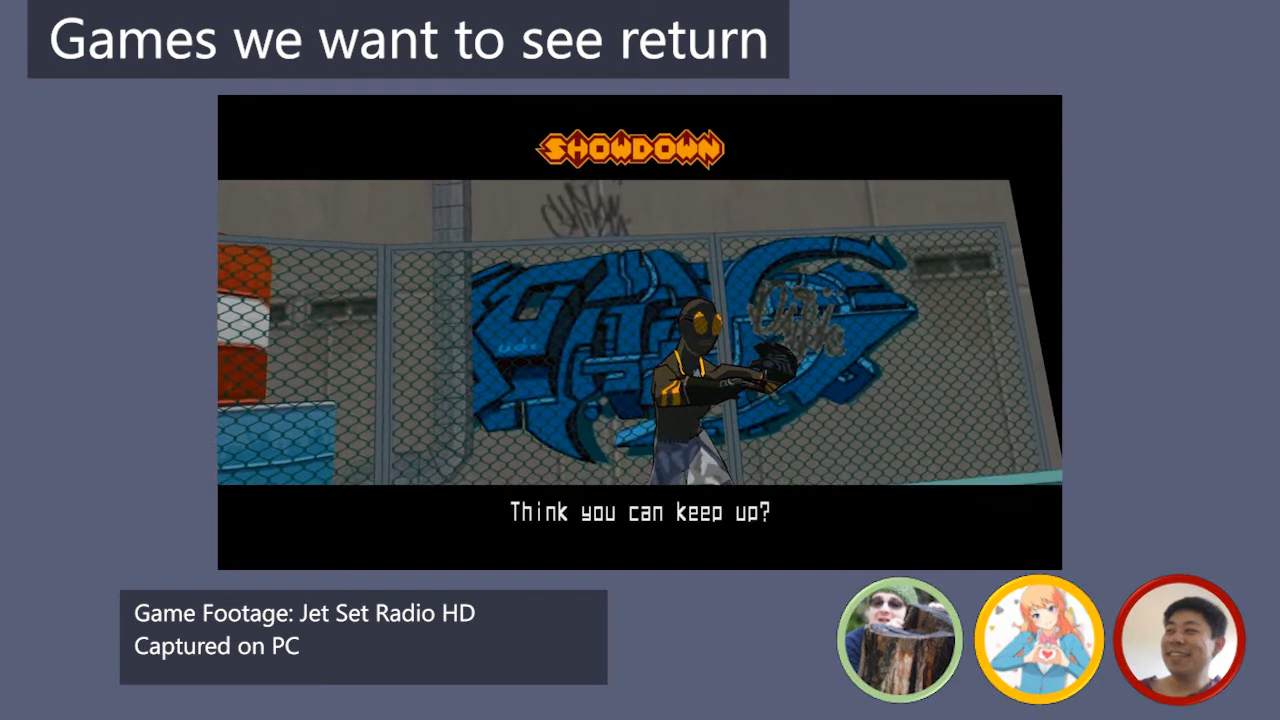 Games we want to see return
SHOWDOWN
Think you can keep up?
Game Footage: Jet Set Radio HD
Captured on PC